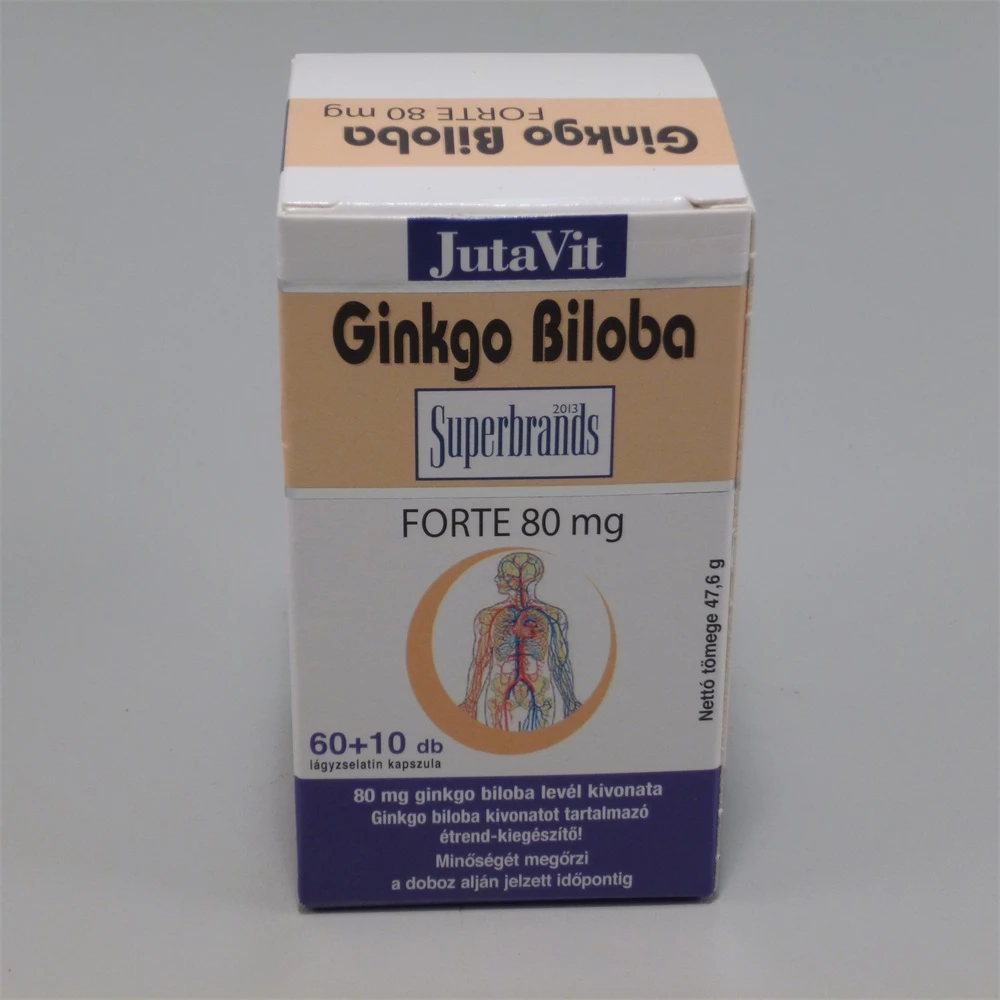 Ginkgo Biloba
FORTE 80 mg
JutaVit
Ginkgo Biloba
2013
Superbrands
FORTE 80 mg
Nettó tömege 47,6 g
60+10 db
lágyzselatin kapszula
80 mg ginkgo biloba levél kivonata
Ginkgo biloba kivonatot tartalmazó
étrend-kiegészítő!
Minőségét megőrzi
a doboz alján jelzett időpontig